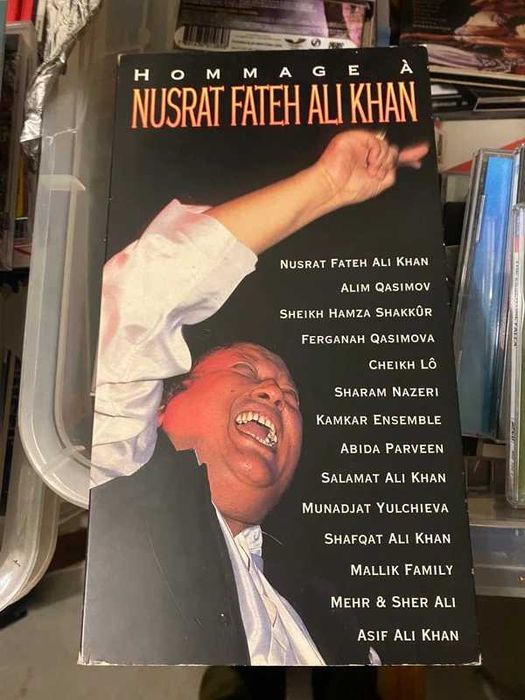 HOMMAGE À
NUSRAT FATEH ALI KHAN
NUSRAT FATEH ALI KHAN
ALIM QASIMOV
SHEIKH HAMZA SHAKKÛR
FERGANAH QASIMOVA
CHEIKH LÔ
SHARAM NAZERI
KAMKAR ENSEMBLE
ABIDA PARVEEN
SALAMAT ALI KHAN
MUNADJAT YULCHIEVA
SHAFQAT ALI KHAN
MALLIK FAMILY
MEHR & SHER ALI
ASIF ALI KHAN